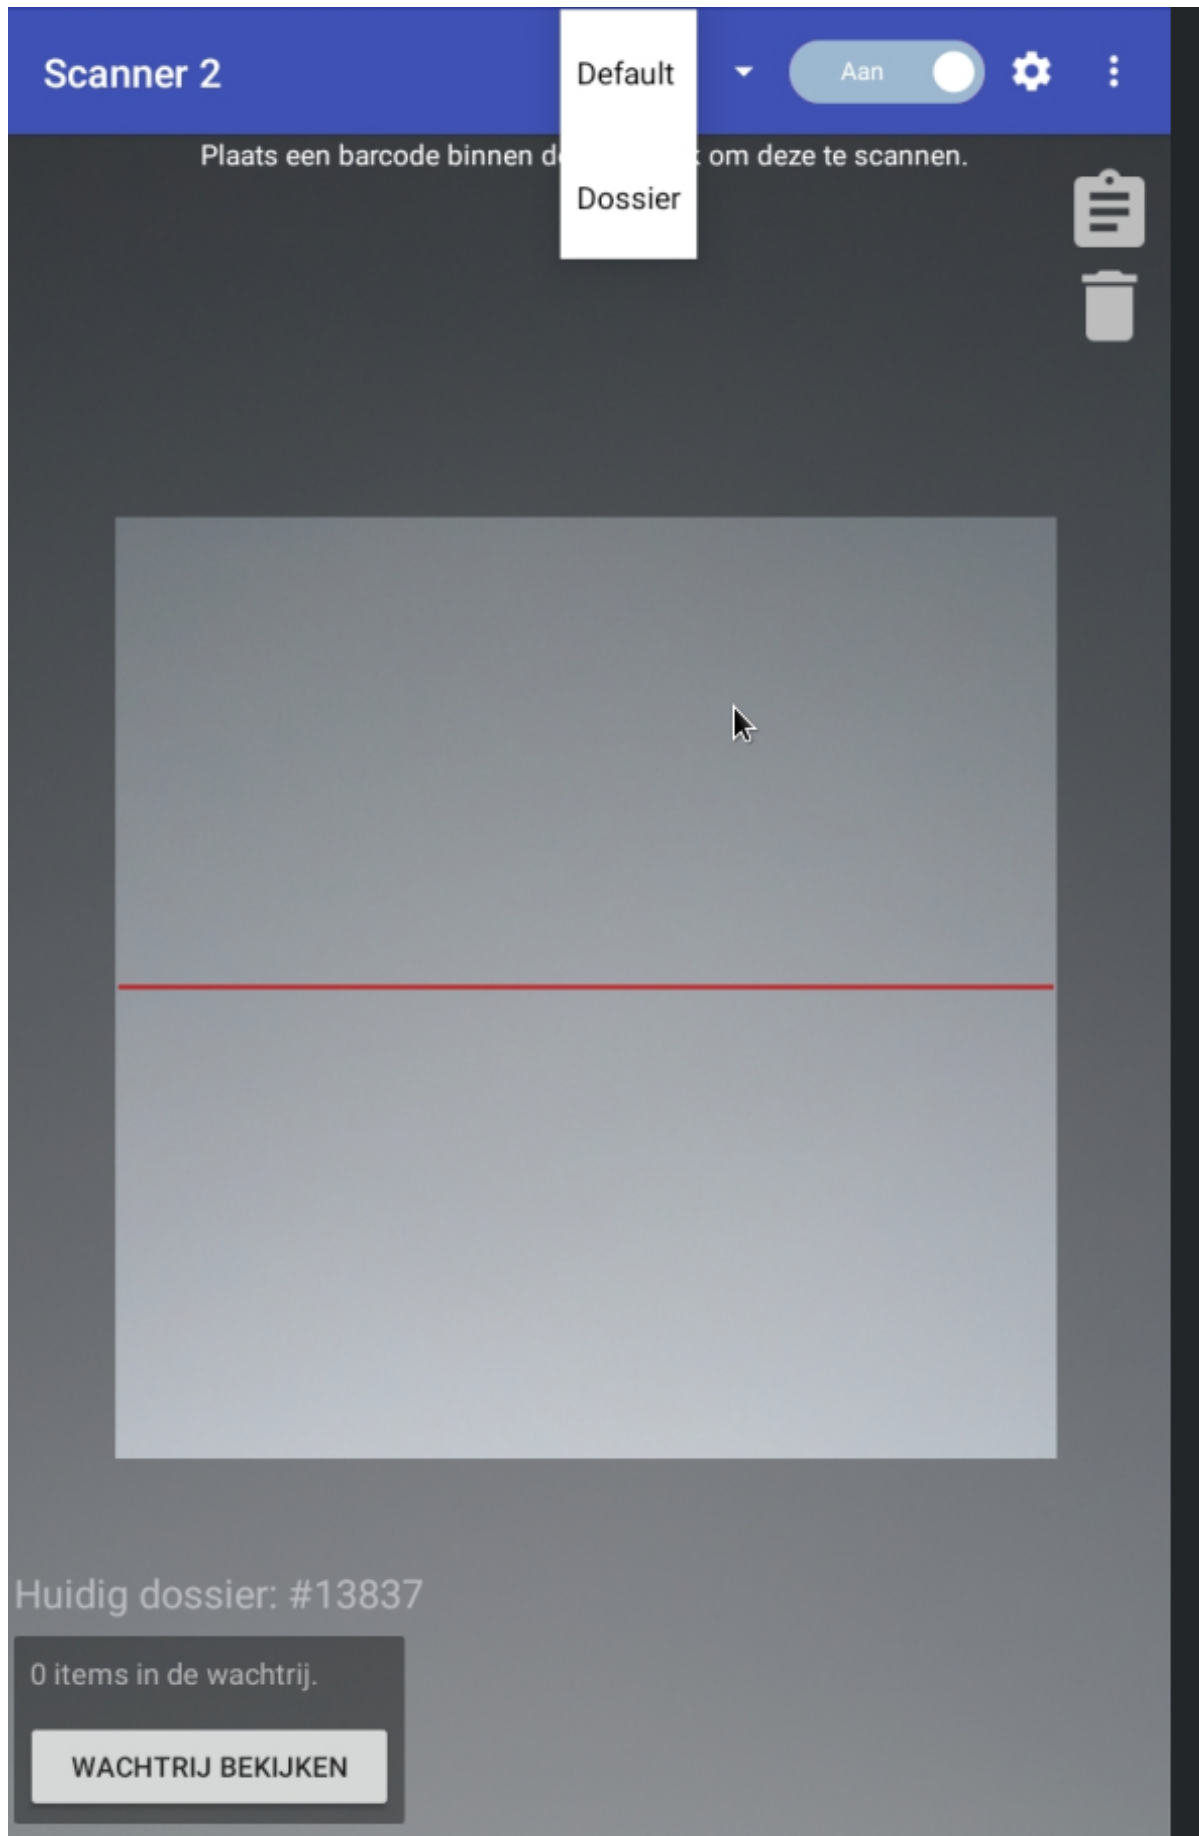 Scanner 2
Default
Aan
Plaats een barcode binnen om deze te scannen.
Dossier
Huidig dossier: #13837
0 items in de wachtrij.
WACHTRIJ BEKIJKEN